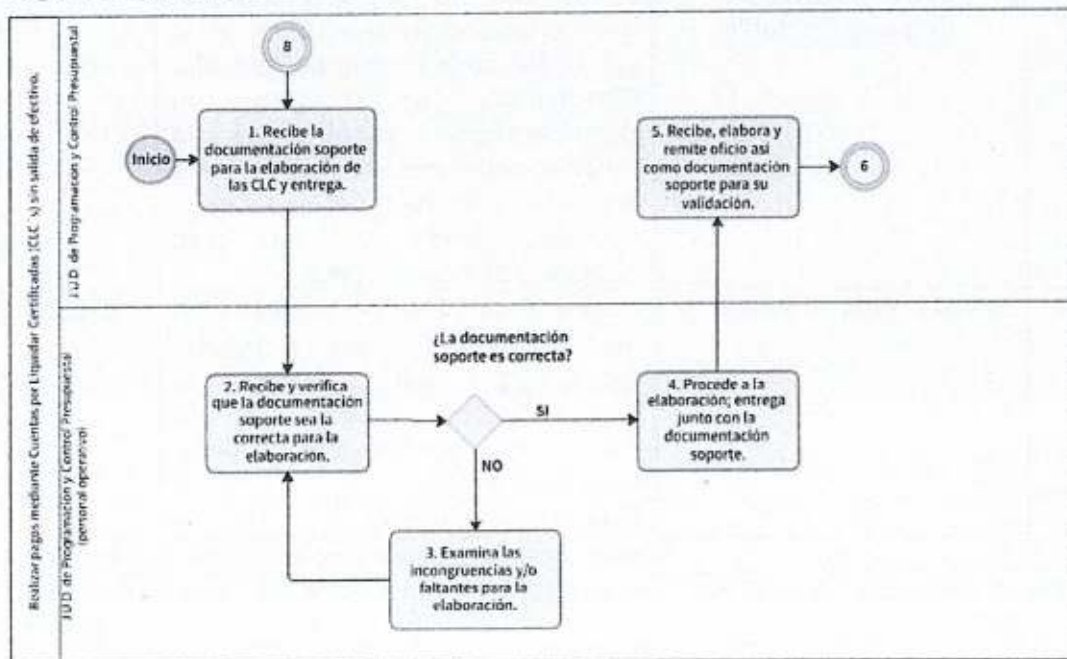 Realizar pagos mediante Cuentas por Liquidar Certificadas (CLC´s) sin salida de efectivo.
J.U.D. de Programación y Control Presupuestal
8
Inicio
1. Recibe la
documentación soporte
para la elaboración de
las CLC y entrega.
5. Recibe, elabora y
remite oficio así
como documentación
soporte para su
validación.
6
J.U.D de Programación y Control Presupuestal
(personal operativo)
¿La documentación
soporte es correcta?
2. Recibe y verifica
que la documentación
soporte sea la
correcta para la
elaboración.
SI
NO
4. Procede a la
elaboración; entrega
junto con la
documentación
soporte.
3. Examina las
incongruencias y/o
faltantes para la
elaboración.